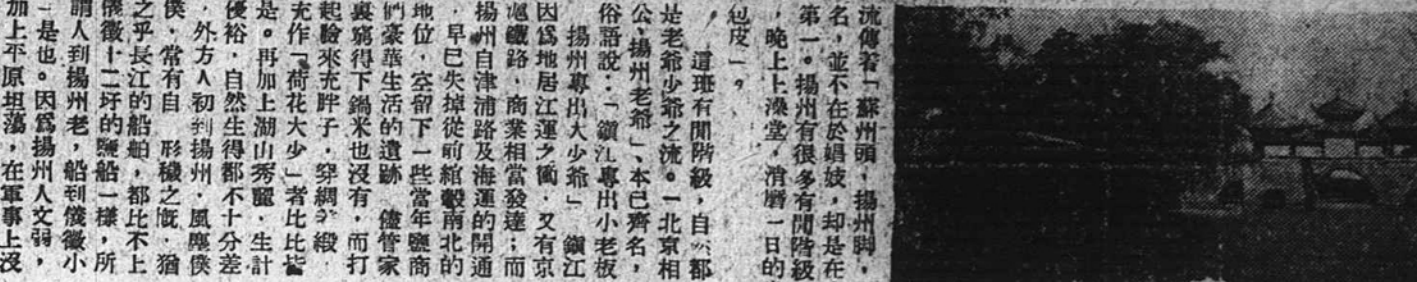 流傳着「蘇州頭，揚州脚，
名，並不在於娼妓，却是在
第一。揚州有很多有閒階級
，晚上上澡堂，消磨一日的
包皮」。
這班有閒階級，自然都
是老爺少爺之流。「北京相
公，揚州老爺」、本已齊名，
俗語說：「鎮江專出小老板
揚州專出大少爺」鎮江
因爲地居江運之衝，又有京
滬鐵路，商業相當發達；而
揚州自津浦路及海運的開通
，早已失掉從前綰轂南北的
地位，空留下一些當年鹽商
們豪華生活的遺跡　儘管家
裏窮得下鍋米也沒有，而打
起臉來充胖子，穿綢 緞
充作「荷花大少」者比比皆
是。再加上湖山秀麗，生計
優裕，自然生得都不十分差
，外方人初到揚州，風塵僕
僕，常有自 形穢之慨，猶
之乎長江的船舶，都比不上
儀徵十二圩的鹽船一樣，所
謂人到揚州老，船到儀徵小
」是也。因爲揚州人文弱，
加上平原坦蕩，在軍事上沒